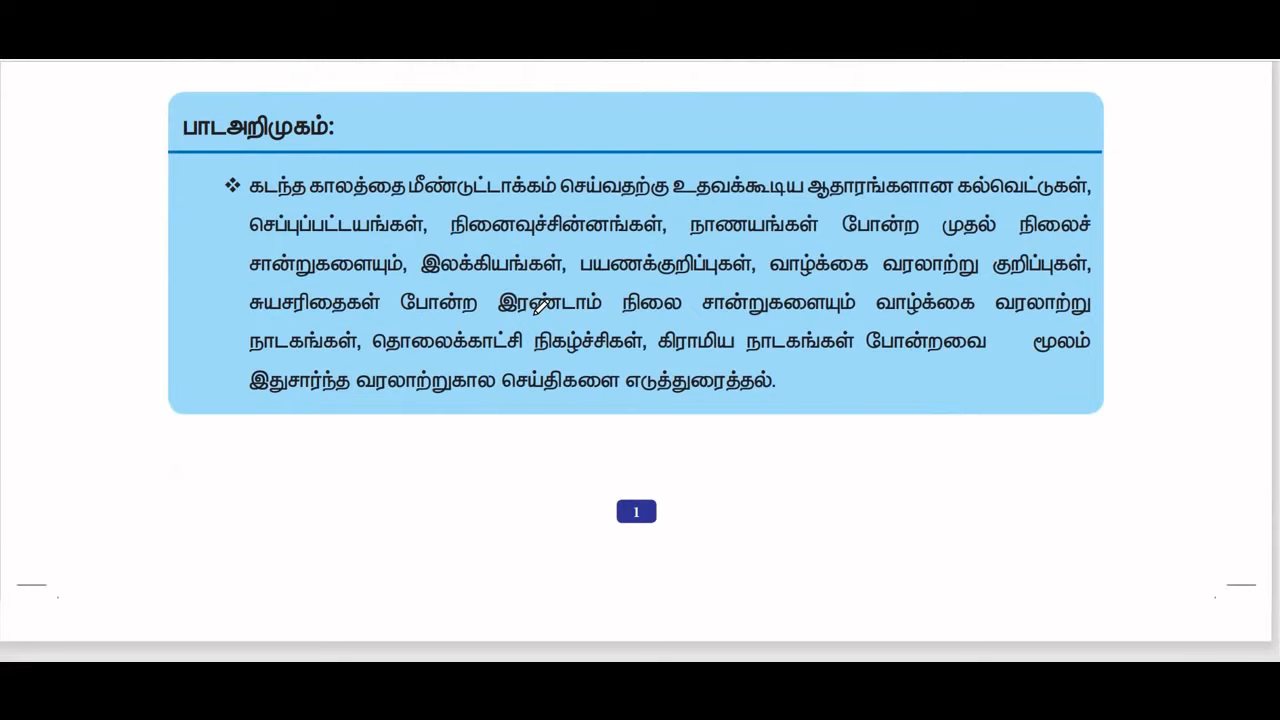 பாடஅறிமுகம்:
❖ கடந்த காலத்தை மீண்டுட்டாக்கம் செய்வதற்கு உதவக்கூடிய ஆதாரங்களான கல்வெட்டுகள்,
செப்புப்பட்டயங்கள், நினைவுச்சின்னங்கள், நாணயங்கள் போன்ற முதல் நிலைச்
சான்றுகளையும், இலக்கியங்கள், பயணக்குறிப்புகள், வாழ்க்கை வரலாற்று குறிப்புகள்,
சுயசரிதைகள் போன்ற இரண்டாம் நிலை சான்றுகளையும் வாழ்க்கை வரலாற்று
நாடகங்கள், தொலைக்காட்சி நிகழ்ச்சிகள், கிராமிய நாடகங்கள் போன்றவை மூலம்
இதுசார்ந்த வரலாற்றுகால செய்திகளை எடுத்துரைத்தல்.
1